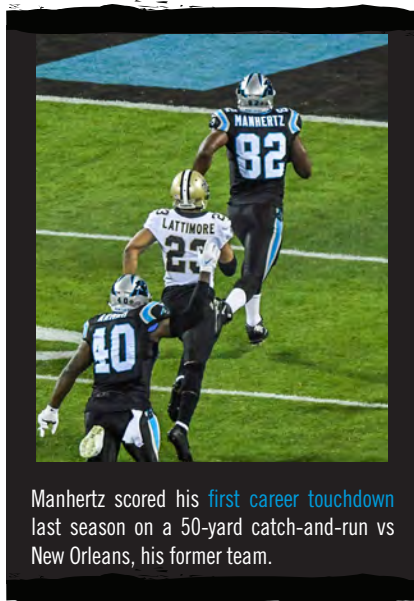 MANHERTZ
82
LATTIMORE
23
40
Manhertz scored his first career touchdown
last season on a 50-yard catch-and-run vs
New Orleans, his former team.